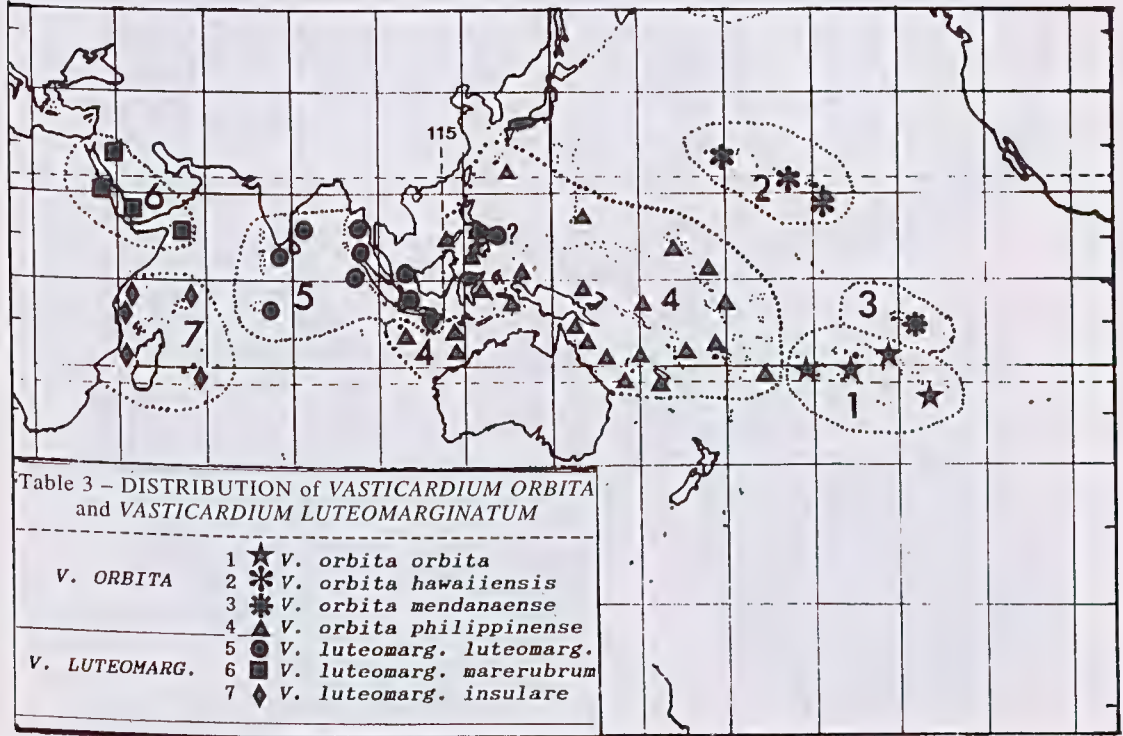 115
6
2
?
5
7
4
3
4
1
Table 3 – DISTRIBUTION of VASTICARDIUM ORBITA
and VASTICARDIUM LUTEOMARGINATUM
V. ORBITA
1 ★ V. orbita orbita
2 ✻ V. orbita hawaiiensis
3 ✹ V. orbita mendanaense
4 ▲ V. orbita philippinense
V. LUTEOMARG.
5 ● V. luteomarg. luteomarg.
6 ■ V. luteomarg. marerubrum
7 ♦ V. luteomarg. insulare